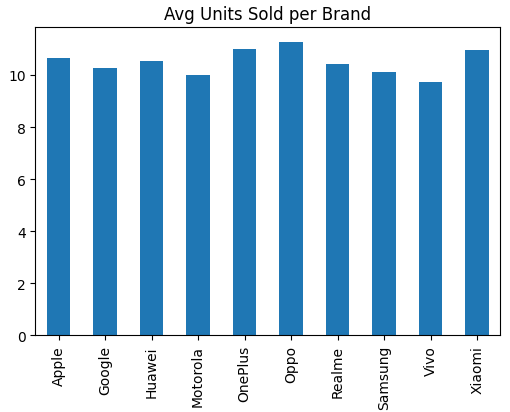 Avg Units Sold per Brand
10
8
6
4
2
0
Apple
Google
Huawei
Motorola
OnePlus
Oppo
Realme
Samsung
Vivo
Xiaomi